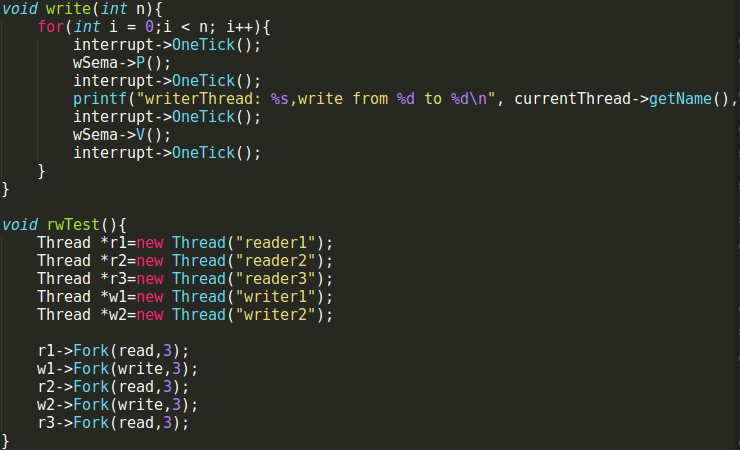 void write(int n){
    for(int i = 0;i < n; i++){
        interrupt->OneTick();
        wSema->P();
        interrupt->OneTick();
        printf("writerThread: %s,write from %d to %d\n", currentThread->getName(),
        interrupt->OneTick();
        wSema->V();
        interrupt->OneTick();
    }
}

void rwTest(){
    Thread *r1=new Thread("reader1");
    Thread *r2=new Thread("reader2");
    Thread *r3=new Thread("reader3");
    Thread *w1=new Thread("writer1");
    Thread *w2=new Thread("writer2");

    r1->Fork(read,3);
    w1->Fork(write,3);
    r2->Fork(read,3);
    w2->Fork(write,3);
    r3->Fork(read,3);
}